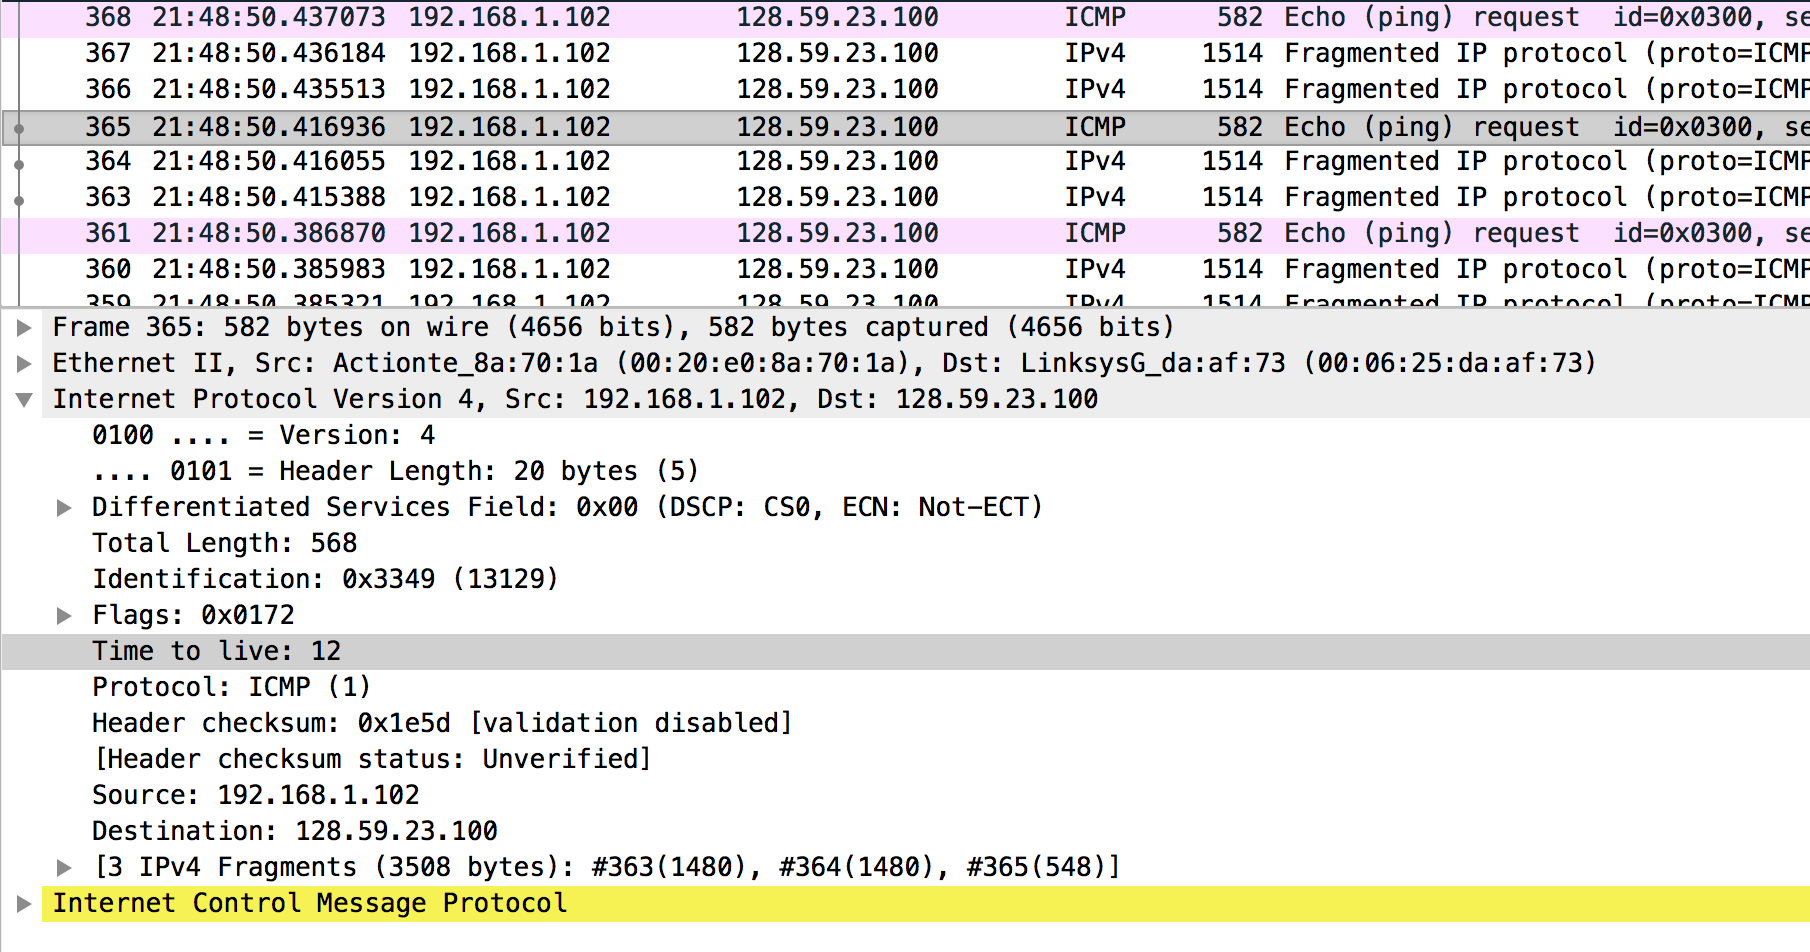 368 21:48:50.437073 192.168.1.102 128.59.23.100 ICMP 582 Echo (ping) request id=0x0300, se
367 21:48:50.436184 192.168.1.102 128.59.23.100 IPv4 1514 Fragmented IP protocol (proto=ICMP
366 21:48:50.435513 192.168.1.102 128.59.23.100 IPv4 1514 Fragmented IP protocol (proto=ICMP
365 21:48:50.416936 192.168.1.102 128.59.23.100 ICMP 582 Echo (ping) request id=0x0300, se
364 21:48:50.416055 192.168.1.102 128.59.23.100 IPv4 1514 Fragmented IP protocol (proto=ICMP
363 21:48:50.415388 192.168.1.102 128.59.23.100 IPv4 1514 Fragmented IP protocol (proto=ICMP
361 21:48:50.386870 192.168.1.102 128.59.23.100 ICMP 582 Echo (ping) request id=0x0300, se
360 21:48:50.385983 192.168.1.102 128.59.23.100 IPv4 1514 Fragmented IP protocol (proto=ICMP
359 21:48:50.385321 192.168.1.102 128.59.23.100 IPv4 1514 Fragmented IP protocol (proto=ICMP
Frame 365: 582 bytes on wire (4656 bits), 582 bytes captured (4656 bits)
Ethernet II, Src: Actionte_8a:70:1a (00:20:e0:8a:70:1a), Dst: LinksysG_da:af:73 (00:06:25:da:af:73)
Internet Protocol Version 4, Src: 192.168.1.102, Dst: 128.59.23.100
0100 .... = Version: 4
.... 0101 = Header Length: 20 bytes (5)
Differentiated Services Field: 0x00 (DSCP: CS0, ECN: Not-ECT)
Total Length: 568
Identification: 0x3349 (13129)
Flags: 0x0172
Time to live: 12
Protocol: ICMP (1)
Header checksum: 0x1e5d [validation disabled]
[Header checksum status: Unverified]
Source: 192.168.1.102
Destination: 128.59.23.100
[3 IPv4 Fragments (3508 bytes): #363(1480), #364(1480), #365(548)]
Internet Control Message Protocol